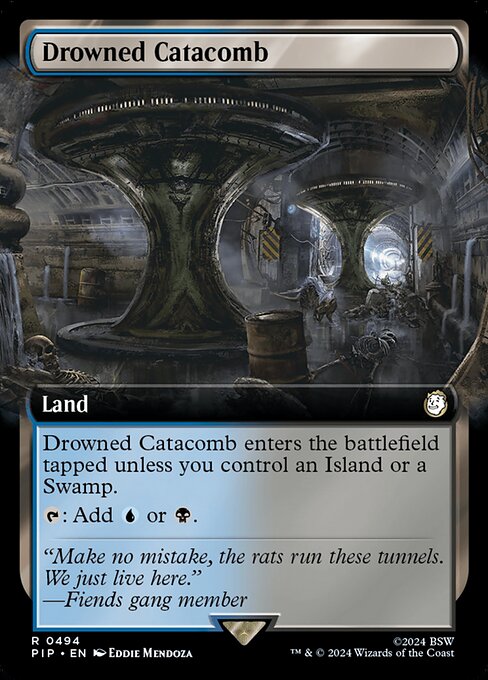 Drowned Catacomb
Land
Drowned Catacomb enters the battlefield
tapped unless you control an Island or a
Swamp.
: Add or .
“Make no mistake, the rats run these tunnels.
We just live here.”
—Fiends gang member
R 0494
PIP • EN Eddie Mendoza
©2024 BSW
™ & © 2024 Wizards of the Coast